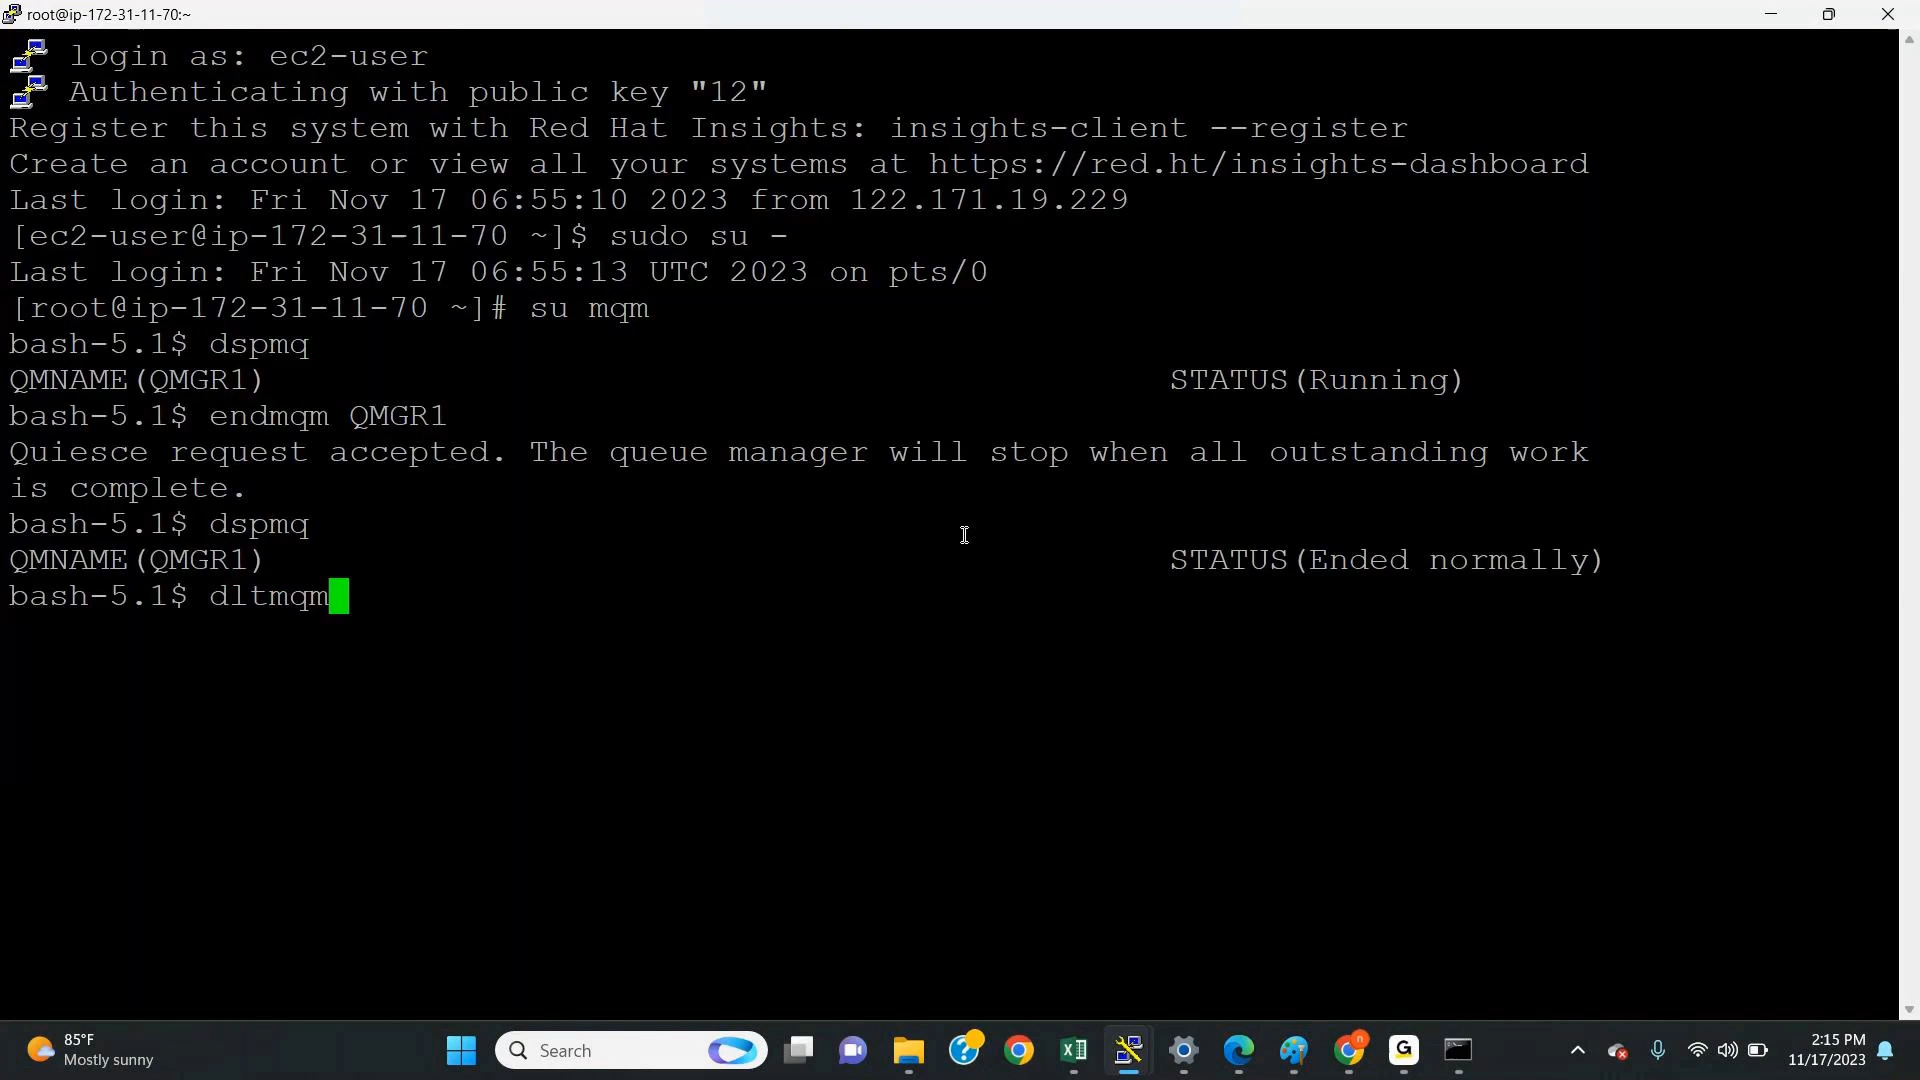 root@ip-172-31-11-70:~
login as: ec2-user
Authenticating with public key "12"
Register this system with Red Hat Insights: insights-client --register
Create an account or view all your systems at https://red.ht/insights-dashboard
Last login: Fri Nov 17 06:55:10 2023 from 122.171.19.229
[ec2-user@ip-172-31-11-70 ~]$ sudo su -
Last login: Fri Nov 17 06:55:13 UTC 2023 on pts/0
[root@ip-172-31-11-70 ~]# su mqm
bash-5.1$ dspmq
QMNAME(QMGR1) STATUS(Running)
bash-5.1$ endmqm QMGR1
Quiesce request accepted. The queue manager will stop when all outstanding work
is complete.
bash-5.1$ dspmq
QMNAME(QMGR1) STATUS(Ended normally)
bash-5.1$ dltmqm
85°F
Mostly sunny
Search
n
G
2:15 PM
11/17/2023